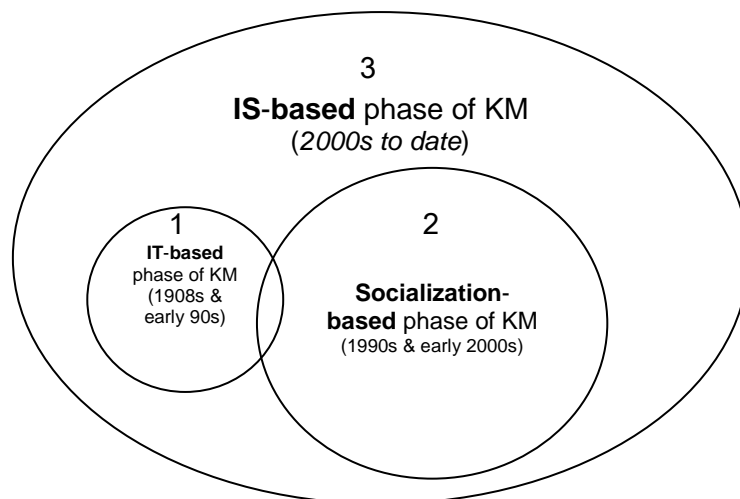 3
IS-based phase of KM
(2000s to date)
1
IT-based
phase of KM
(1908s &
early 90s)
2
Socialization-
based phase of KM
(1990s & early 2000s)